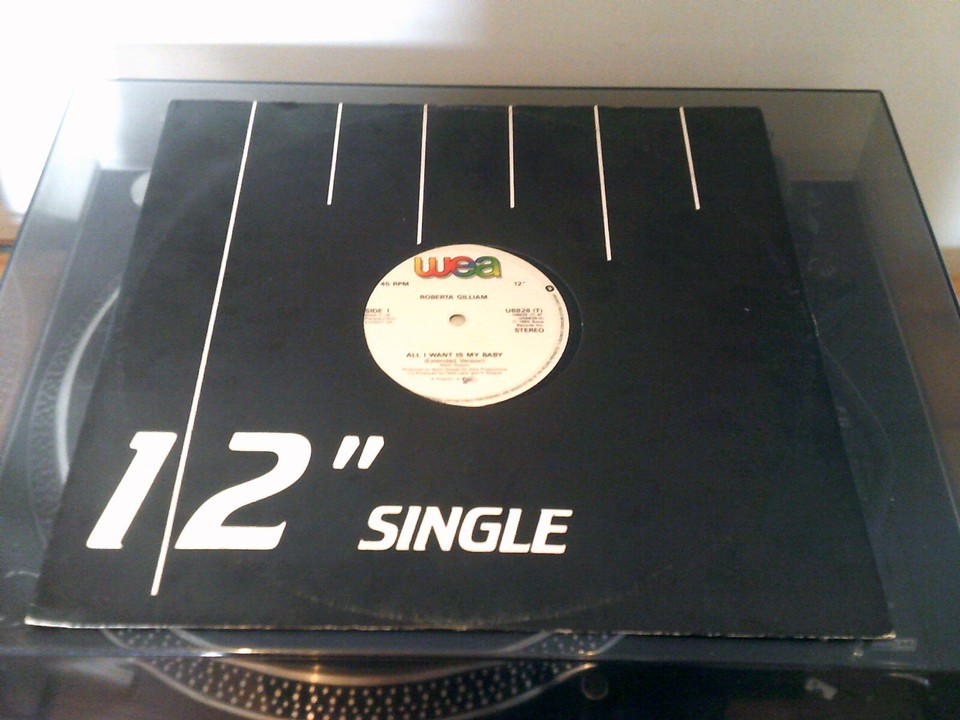 wea
45 RPM
12"
ROBERTA GILLIAM
SIDE 1
U8828 (T)
STEREO
ALL I WANT IS MY BABY
(Extended Version)
12"
SINGLE